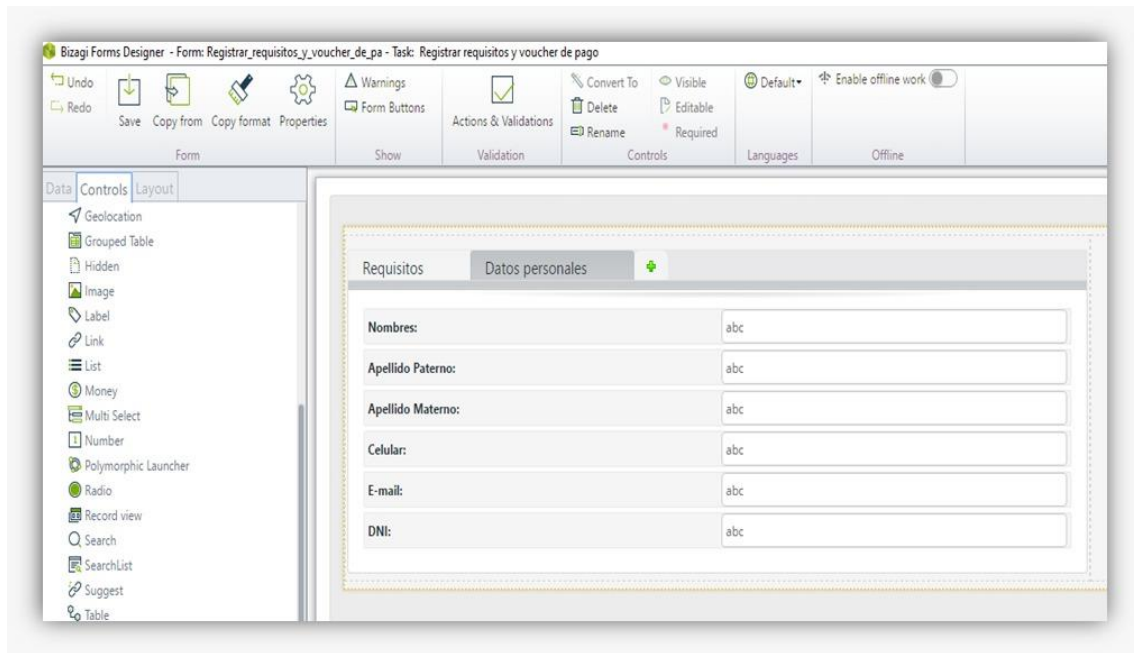 Bizagi Forms Designer - Form: Registrar_requisitos_y_voucher_de_pa - Task: Registrar requisitos y voucher de pago
Undo
Redo
Save
Copy from
Copy format
Properties
Form
Warnings
Form Buttons
Show
Actions & Validations
Validation
Convert To
Delete
Rename
Visible
Editable
Required
Controls
Default
Languages
Enable offline work
Offline
Data Controls Layout
Geolocation
Grouped Table
Hidden
Image
Label
Link
List
Money
Multi Select
Number
Polymorphic Launcher
Radio
Record view
Search
SearchList
Suggest
Table
Requisitos Datos personales
Nombres: abc
Apellido Paterno: abc
Apellido Materno: abc
Celular: abc
E-mail: abc
DNI: abc